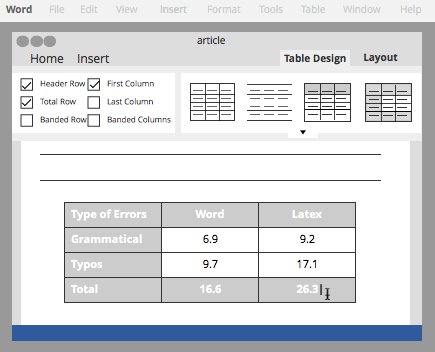 Word File Edit View Insert Format Tools Table Window Help
article
Home Insert Table Design Layout
Header Row First Column
Total Row Last Column
Banded Row Banded Columns
Type of Errors Word Latex
Grammatical 6.9 9.2
Typos 9.7 17.1
Total 16.6 26.3